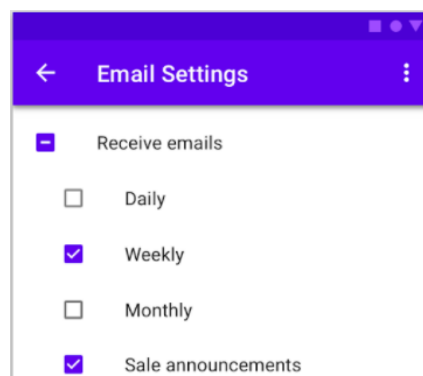 Email Settings
Receive emails
Daily
Weekly
Monthly
Sale announcements